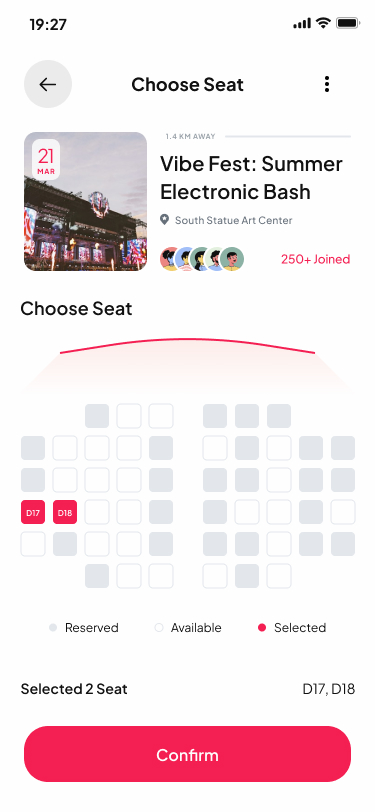 19:27
Choose Seat
21
MAR
1.4 KM AWAY
Vibe Fest: Summer
Electronic Bash
South Statue Art Center
250+ Joined
Choose Seat
D17 D18
Reserved Available Selected
Selected 2 Seat D17, D18
Confirm